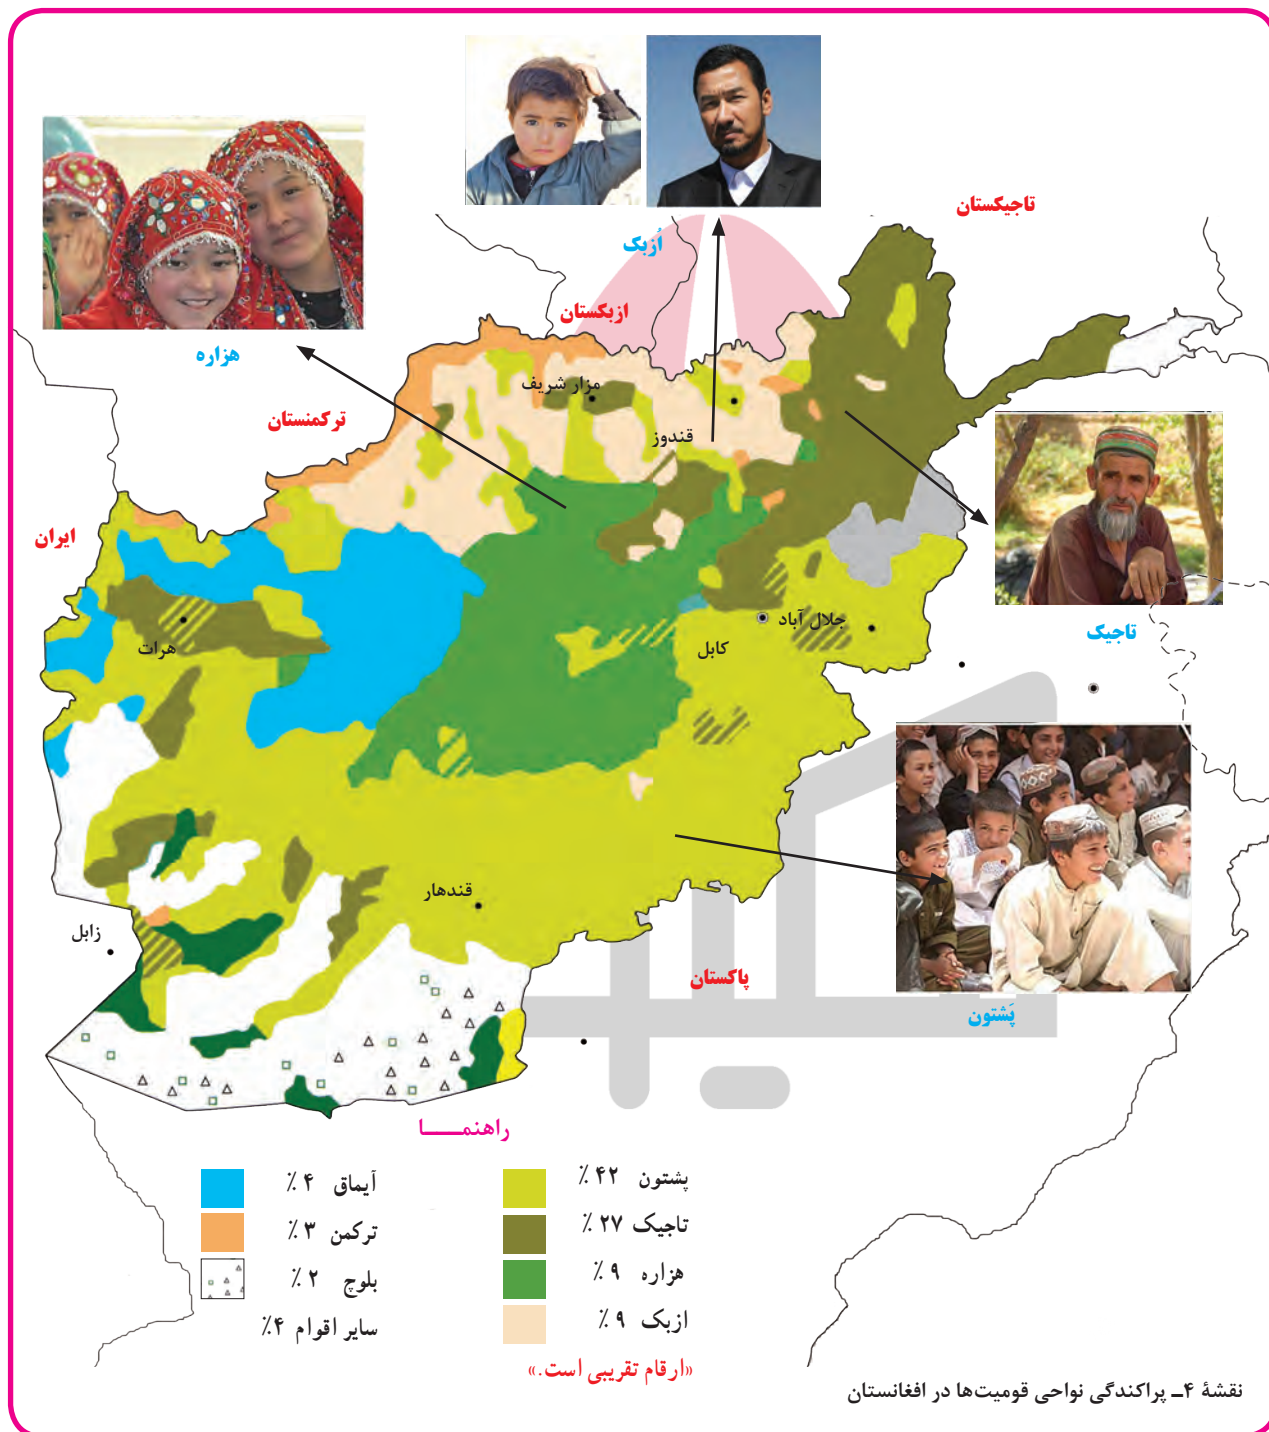 تاجیکستان
اُزبک
ازبکستان
هزاره
ترکمنستان
مزار شریف
قندوز
ایران
تاجیک
جلال آباد
کابل
هرات
قندهار
زابل
پاکستان
پَشتون
راهنمـــــا
پشتون ۴۲ ٪
تاجیک ۲۷ ٪
هزاره ۹ ٪
ازبک ۹ ٪
آیماق ۴ ٪
ترکمن ۳ ٪
بلوچ ۲ ٪
سایر اقوام ۴٪
«ارقام تقریبی است.»
نقشهٔ ۴ـ پراکندگی نواحی قومیت‌ها در افغانستان